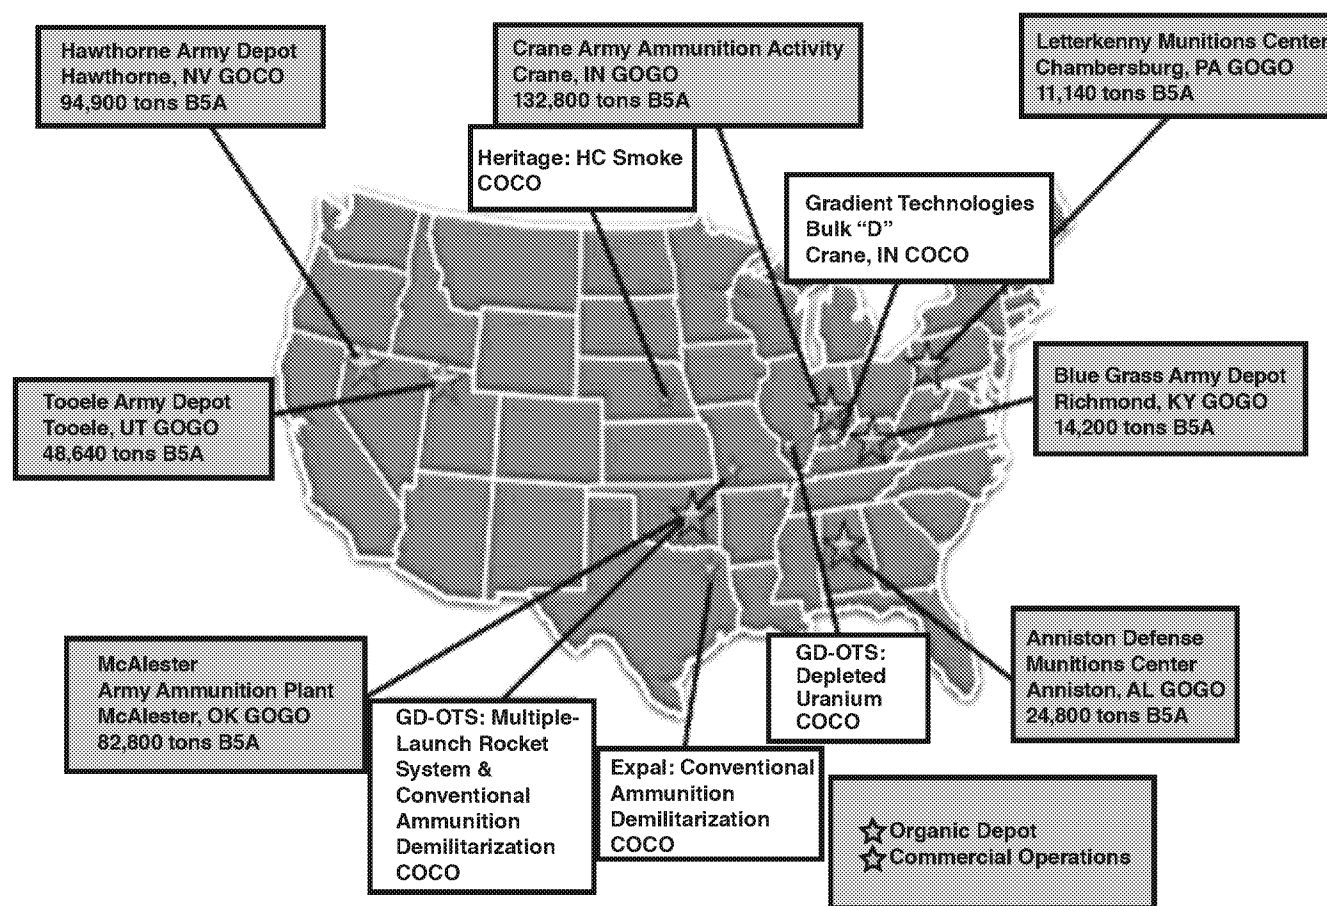 Hawthorne Army Depot
Hawthorne, NV GOCO
94,900 tons B5A
Crane Army Ammunition Activity
Crane, IN GOGO
132,800 tons B5A
Letterkenny Munitions Center
Chambersburg, PA GOGO
11,140 tons B5A
Heritage: HC Smoke
COCO
Gradient Technologies
Bulk “D”
Crane, IN COCO
Tooele Army Depot
Tooele, UT GOGO
48,640 tons B5A
Blue Grass Army Depot
Richmond, KY GOGO
14,200 tons B5A
McAlester
Army Ammunition Plant
McAlester, OK GOGO
82,800 tons B5A
GD-OTS: Multiple-
Launch Rocket
System &
Conventional
Ammunition
Demilitarization
COCO
Expal: Conventional
Ammunition
Demilitarization
COCO
GD-OTS:
Depleted
Uranium
COCO
Anniston Defense
Munitions Center
Anniston, AL GOGO
24,800 tons B5A
Organic Depot
Commercial Operations